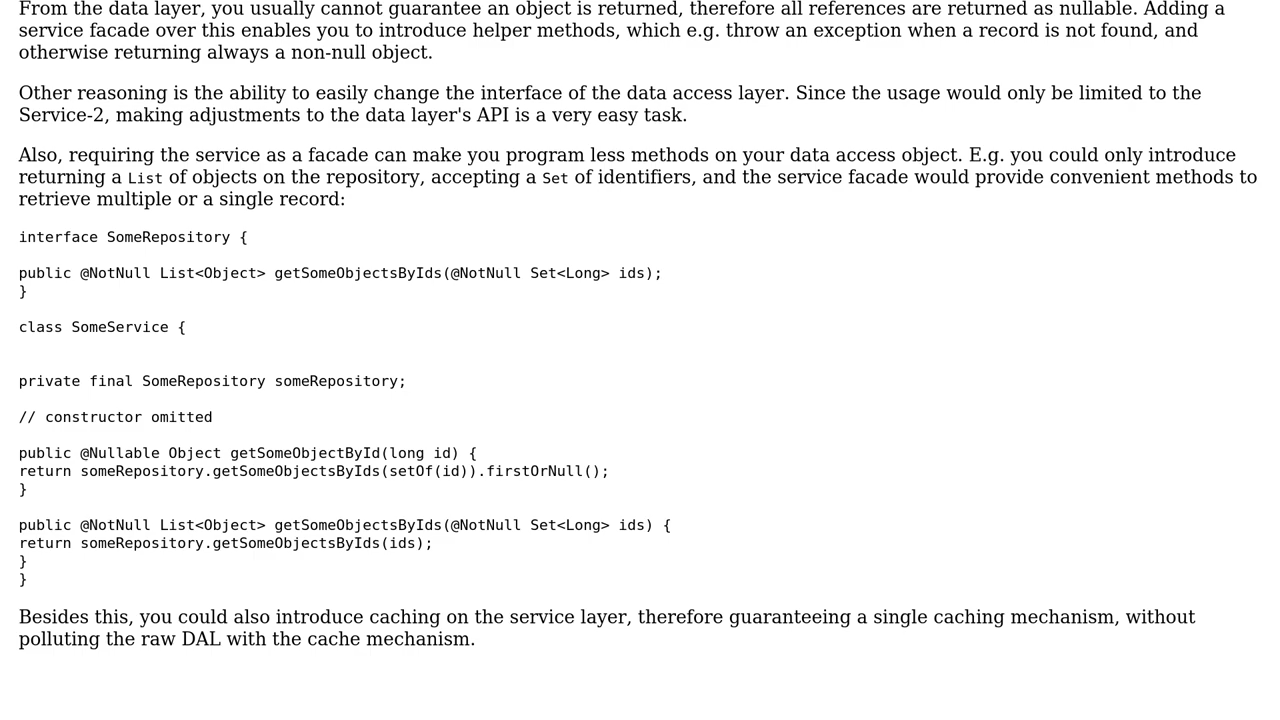 From the data layer, you usually cannot guarantee an object is returned, therefore all references are returned as nullable. Adding a
service facade over this enables you to introduce helper methods, which e.g. throw an exception when a record is not found, and
otherwise returning always a non-null object.
Other reasoning is the ability to easily change the interface of the data access layer. Since the usage would only be limited to the
Service-2, making adjustments to the data layer's API is a very easy task.
Also, requiring the service as a facade can make you program less methods on your data access object. E.g. you could only introduce
returning a List of objects on the repository, accepting a Set of identifiers, and the service facade would provide convenient methods to
retrieve multiple or a single record:
interface SomeRepository {
public @NotNull List<Object> getSomeObjectsByIds(@NotNull Set<Long> ids);
}
class SomeService {
private final SomeRepository someRepository;
// constructor omitted
public @Nullable Object getSomeObjectById(long id) {
return someRepository.getSomeObjectsByIds(setOf(id)).firstOrNull();
}
public @NotNull List<Object> getSomeObjectsByIds(@NotNull Set<Long> ids) {
return someRepository.getSomeObjectsByIds(ids);
}
}
Besides this, you could also introduce caching on the service layer, therefore guaranteeing a single caching mechanism, without
polluting the raw DAL with the cache mechanism.